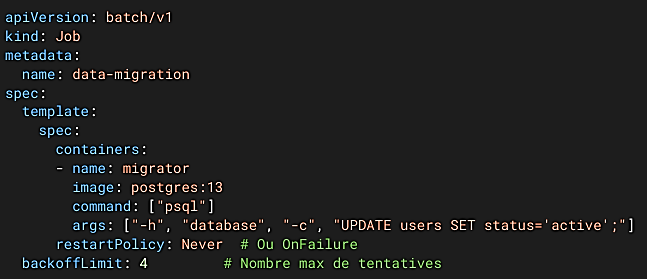 apiVersion: batch/v1
kind: Job
metadata:
  name: data-migration
spec:
  template:
    spec:
      containers:
      - name: migrator
        image: postgres:13
        command: ["psql"]
        args: ["-h", "database", "-c", "UPDATE users SET status='active';"]
      restartPolicy: Never  # Ou OnFailure
  backoffLimit: 4         # Nombre max de tentatives